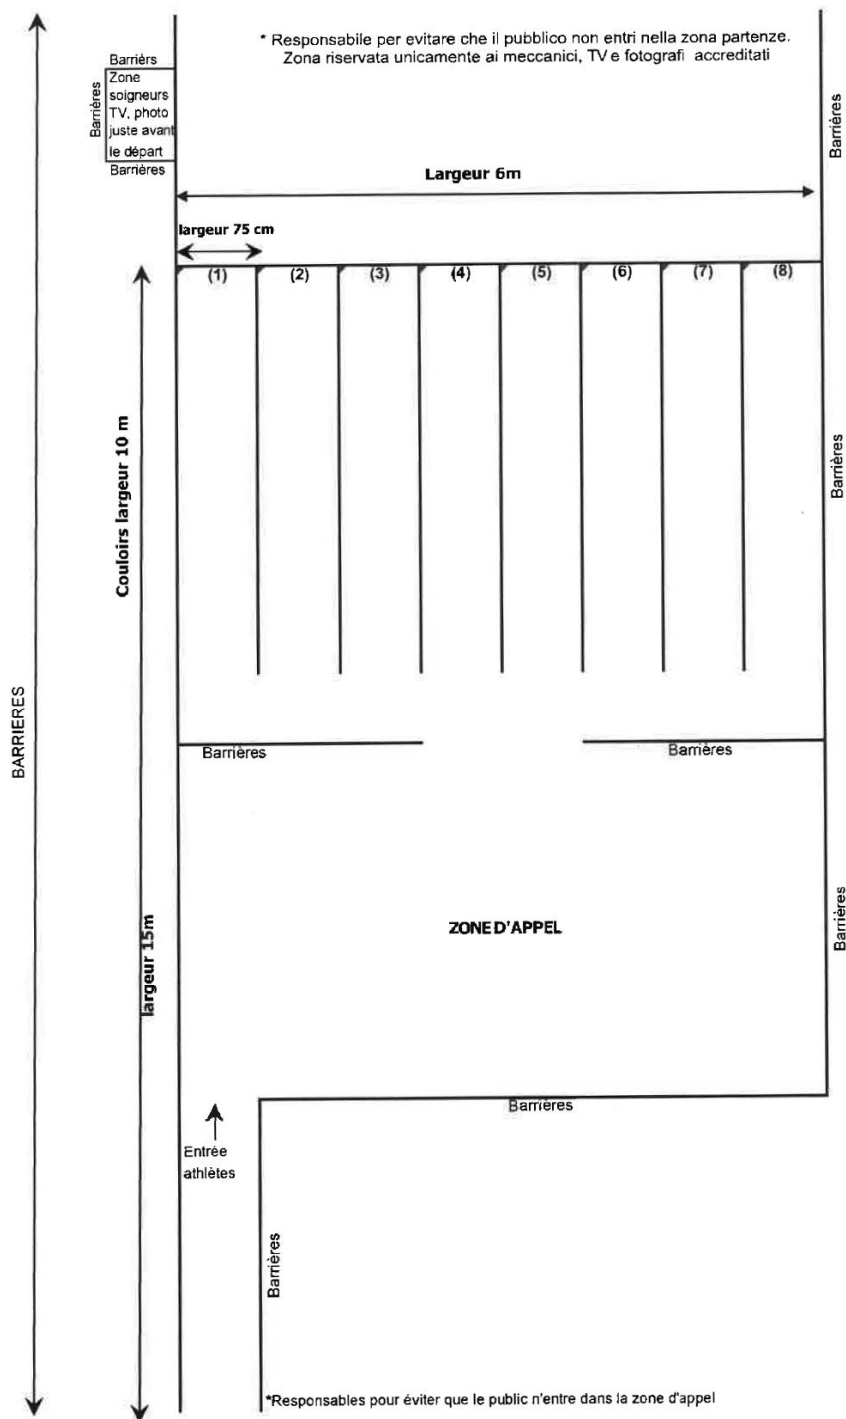 * Responsabile per evitare che il pubblico non entri nella zona partenze.
Zona riservata unicamente ai meccanici, TV e fotografi accreditati
Barrièrs
Barrières
Zone
soigneurs
TV, photo
juste avant
le départ
Barrières
Barrières
Largeur 6m
largeur 75 cm
(1) (2) (3) (4) (5) (6) (7) (8)
Couloirs largeur 10 m
Barrières
BARRIERES
Barrières
Barrières
largeur 15m
ZONE D'APPEL
Barrières
Barrières
Entrée
athlètes
Barrières
*Responsables pour éviter que le public n'entre dans la zone d'appel